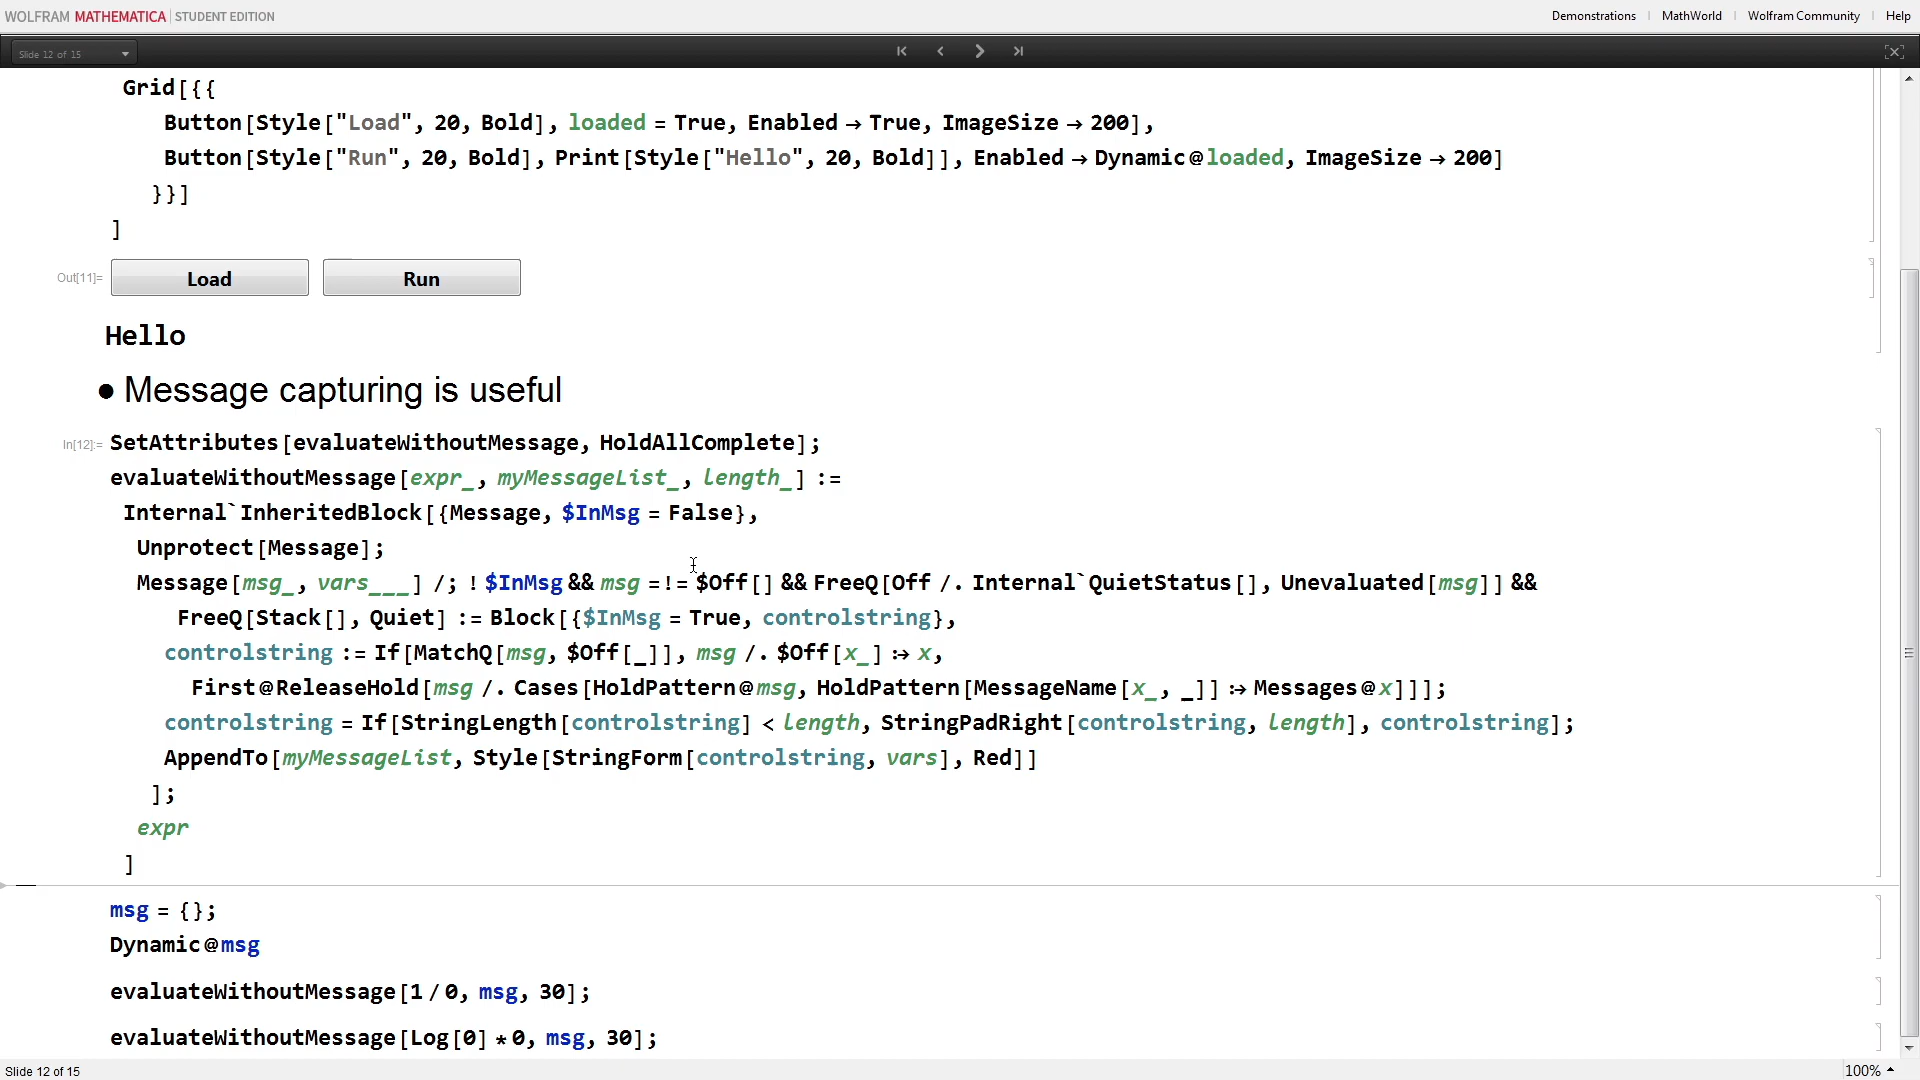 WOLFRAM MATHEMATICA | STUDENT EDITION
Demonstrations | MathWorld | Wolfram Community | Help
Slide 12 of 15
Grid[{{
Button[Style["Load", 20, Bold], loaded = True, Enabled → True, ImageSize → 200],
Button[Style["Run", 20, Bold], Print[Style["Hello", 20, Bold]], Enabled → Dynamic@loaded, ImageSize → 200]
}}]
]
Out[11]= Load Run
Hello
● Message capturing is useful
In[12]:= SetAttributes[evaluateWithoutMessage, HoldAllComplete];
evaluateWithoutMessage[expr_, myMessageList_, length_] :=
Internal`InheritedBlock[{Message, $InMsg = False},
Unprotect[Message];
Message[msg_, vars___] /; ! $InMsg && msg =!= $Off[] && FreeQ[Off /. Internal`QuietStatus[], Unevaluated[msg]] &&
FreeQ[Stack[], Quiet] := Block[{$InMsg = True, controlstring},
controlstring := If[MatchQ[msg, $Off[_]], msg /. $Off[x_] :→ x,
First@ReleaseHold[msg /. Cases[HoldPattern@msg, HoldPattern[MessageName[x_, _]] :→ Messages@x]]];
controlstring = If[StringLength[controlstring] < length, StringPadRight[controlstring, length], controlstring];
AppendTo[myMessageList, Style[StringForm[controlstring, vars], Red]]
];
expr
]
msg = {};
Dynamic@msg
evaluateWithoutMessage[1 / 0, msg, 30];
evaluateWithoutMessage[Log[0] * 0, msg, 30];
Slide 12 of 15
100%